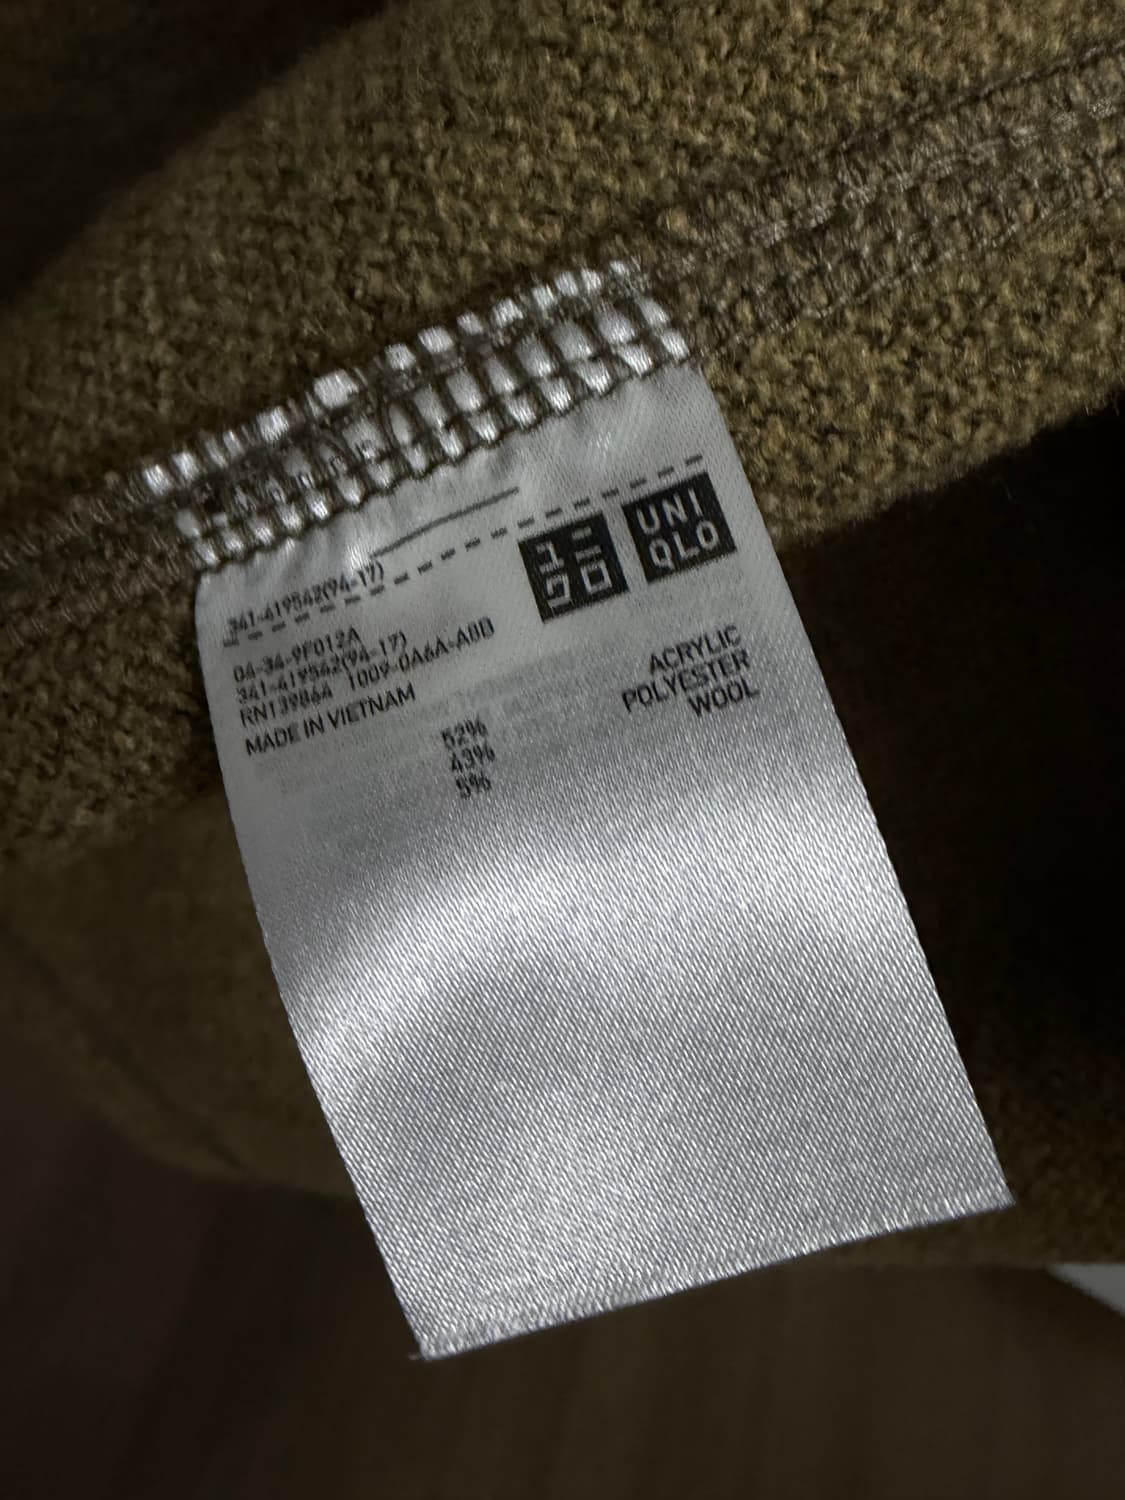 341-419542(94-17)
ユニ
クロ
UNI
QLO
04-34-9F012A
341-419542(94-17)
RN139864 1009-0A6A-A0D
MADE IN VIETNAM
52% ACRYLIC
43% POLYESTER
5% WOOL